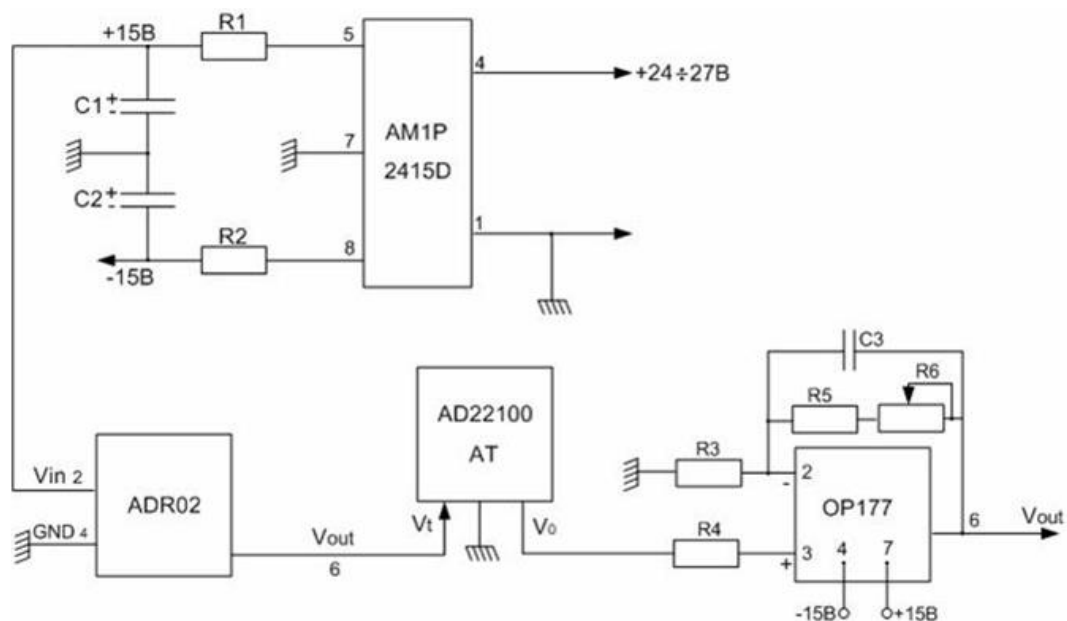 +15В
R1
5
4
+24÷27В
C1
+
-
AM1P
2415D
7
C2
+
-
R2
8
1
-15В
C3
R6
R5
AD22100
AT
R3
2
-
OP177
Vin 2
ADR02
GND 4
Vt
V0
Vout
6
R4
3
+
4
7
6
Vout
-15В
+15В